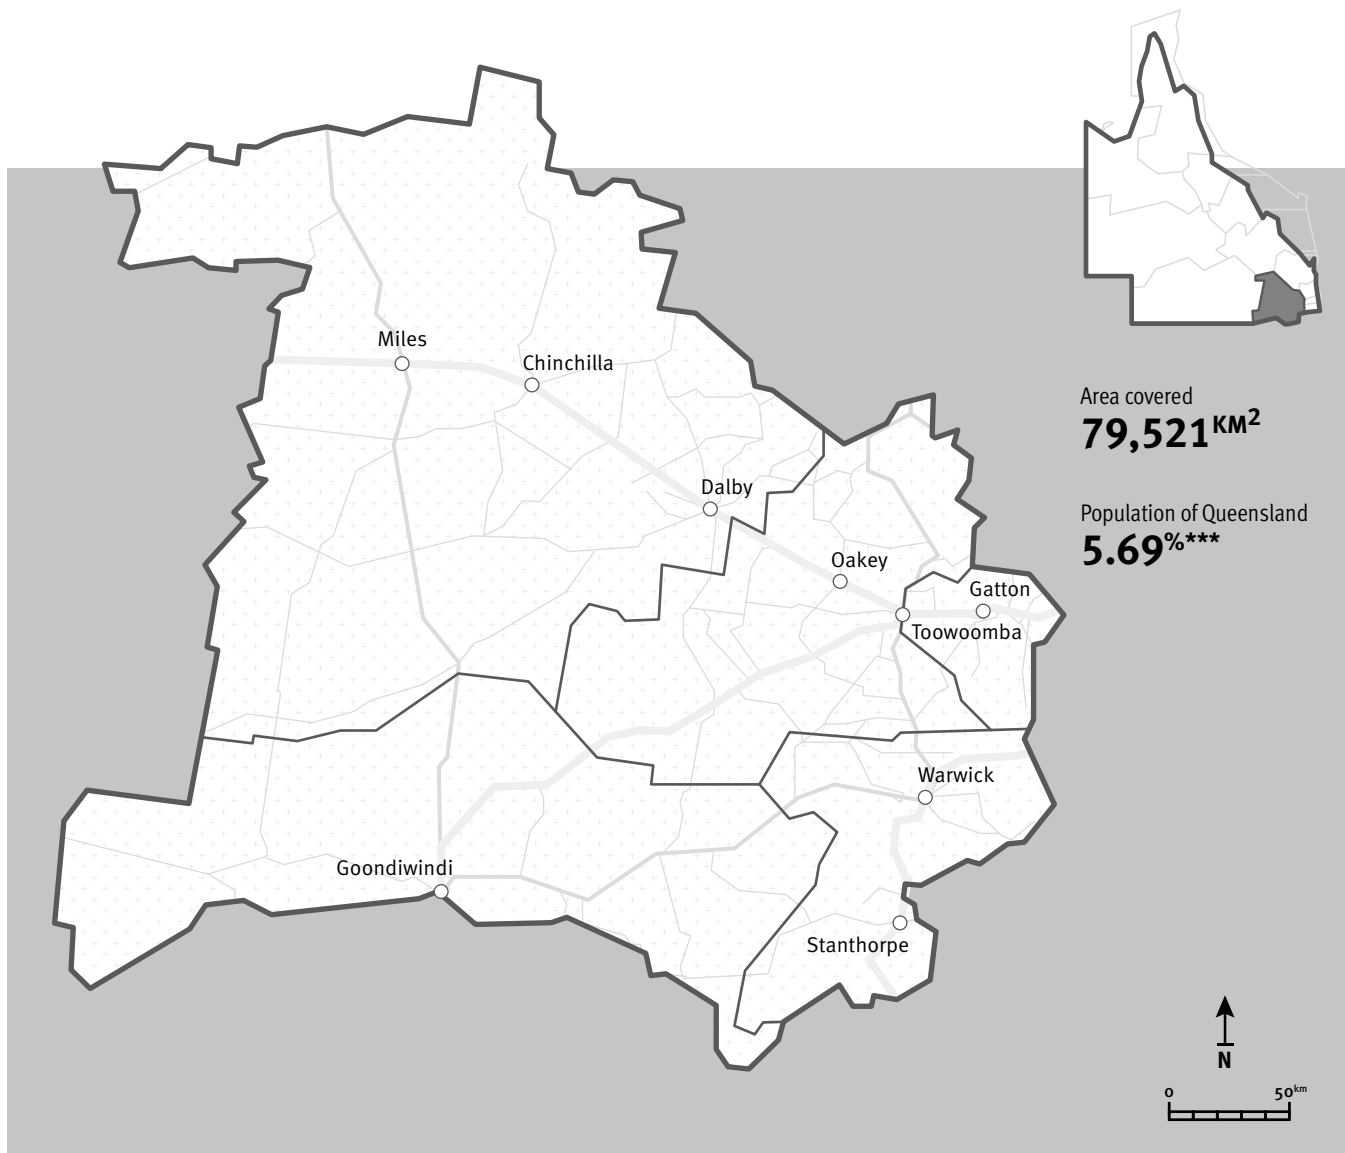 Miles
Chinchilla
Area covered
79,521KM2
Dalby
Population of Queensland
5.69%***
Oakey
Gatton
Toowoomba
Warwick
Goondiwindi
Stanthorpe
N
0 50km